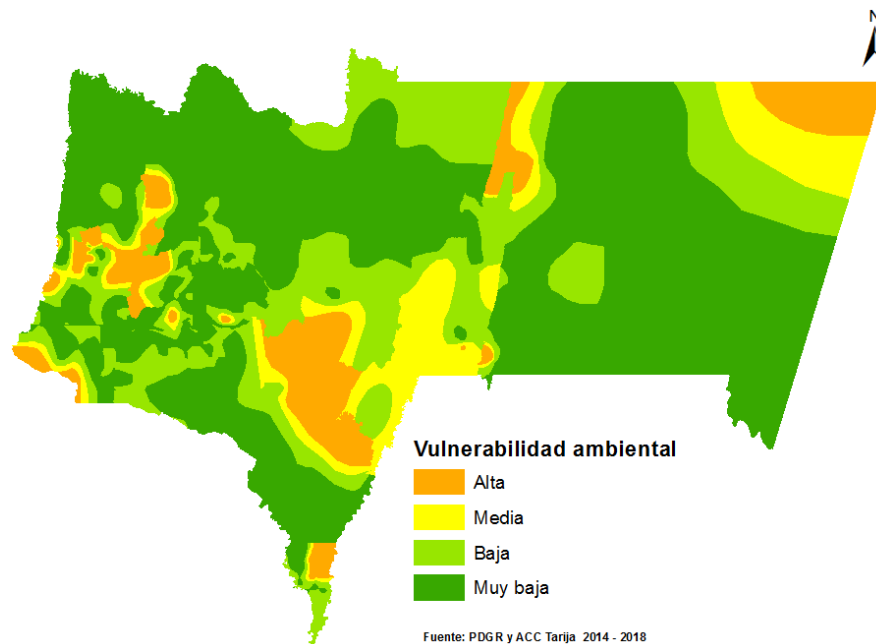 N
Vulnerabilidad ambiental
Alta
Media
Baja
Muy baja
Fuente: PDGR y ACC Tarija 2014 - 2018